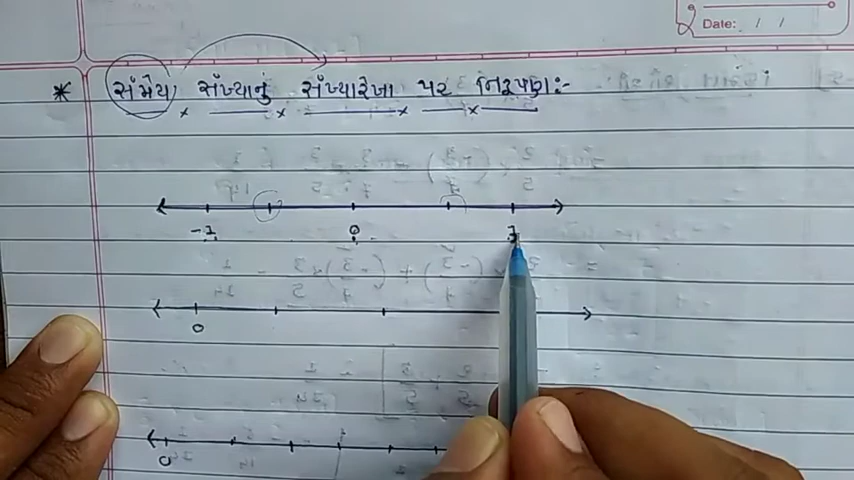 Date: / /
* સંમેય સંખ્યાનું સંખ્યારેખા પર નિરૂપણ:-
-1 0 1
0
0